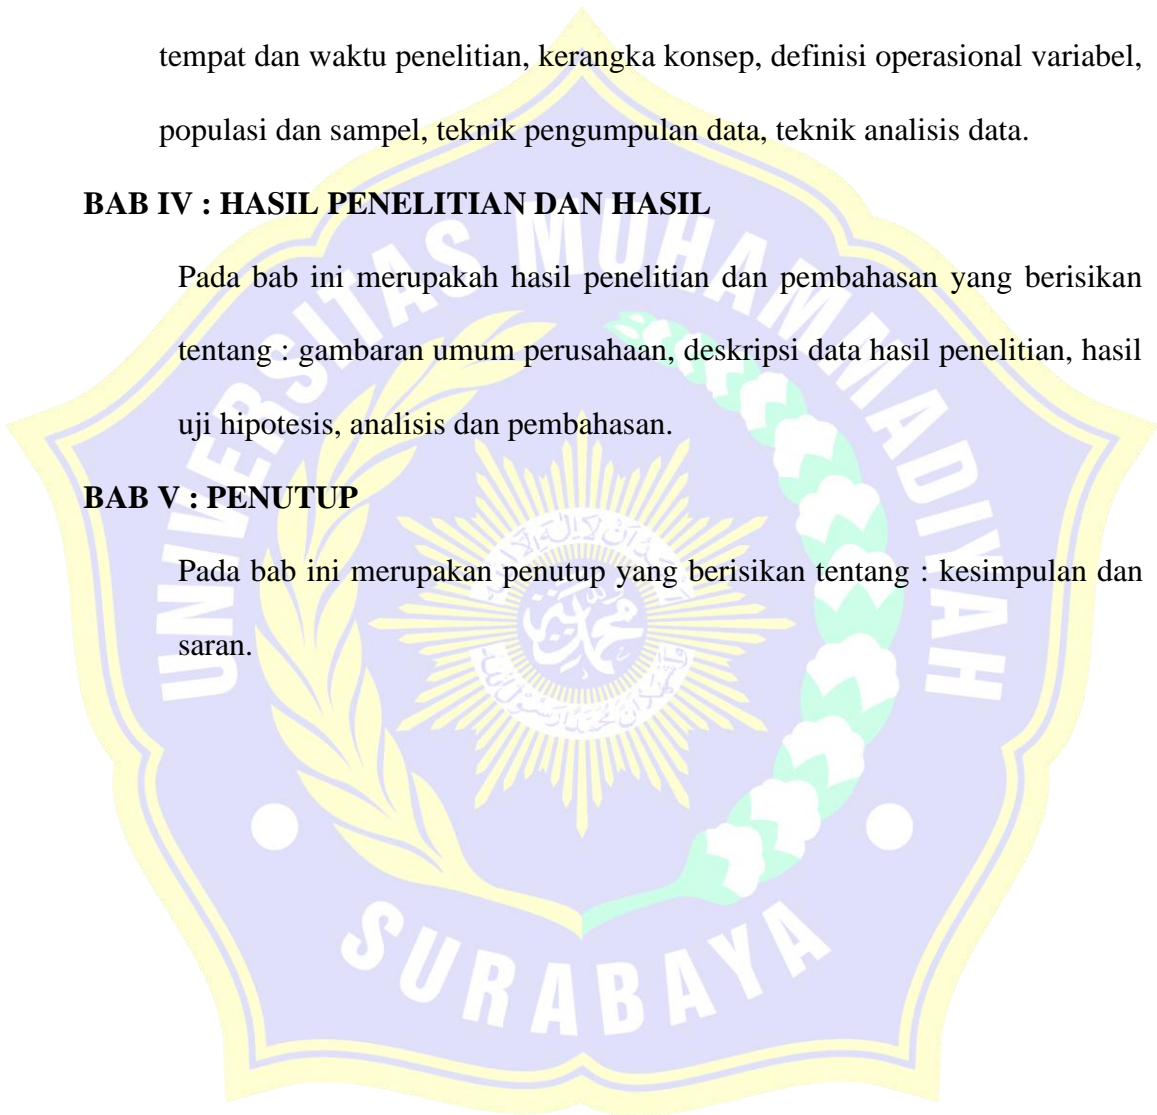 tempat dan waktu penelitian, kerangka konsep, definisi operasional variabel,
populasi dan sampel, teknik pengumpulan data, teknik analisis data.
BAB IV : HASIL PENELITIAN DAN HASIL
Pada bab ini merupakah hasil penelitian dan pembahasan yang berisikan
tentang : gambaran umum perusahaan, deskripsi data hasil penelitian, hasil
uji hipotesis, analisis dan pembahasan.
BAB V : PENUTUP
Pada bab ini merupakan penutup yang berisikan tentang : kesimpulan dan
saran.
UNIVERSITAS MUHAMMADIYAH
SURABAYA
محمد